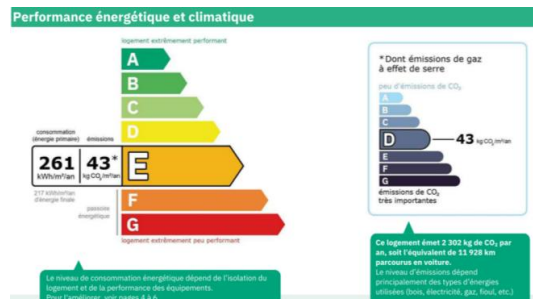 Performance énergétique et climatique
logement extrêmement performant
A
B
C
D
consommation
(énergie primaire)
émissions
261
kWh/m²/an
43*
kg CO₂/m²/an
E
217 kWh/m²/an
d'énergie finale
F
passoire
énergétique
G
logement extrêmement peu performant
Le niveau de consommation énergétique dépend de l'isolation du
logement et de la performance des équipements.
Pour l'améliorer, voir pages 4 à 6
*Dont émissions de gaz
à effet de serre
peu d'émissions de CO₂
A
B
C
D
43 kg CO₂/m²/an
E
F
G
émissions de CO₂
très importantes
Ce logement émet 2 302 kg de CO₂ par
an, soit l'équivalent de 11 928 km
parcourus en voiture.
Le niveau d'émissions dépend
principalement des types d'énergies
utilisées (bois, électricité, gaz, fioul, etc.)